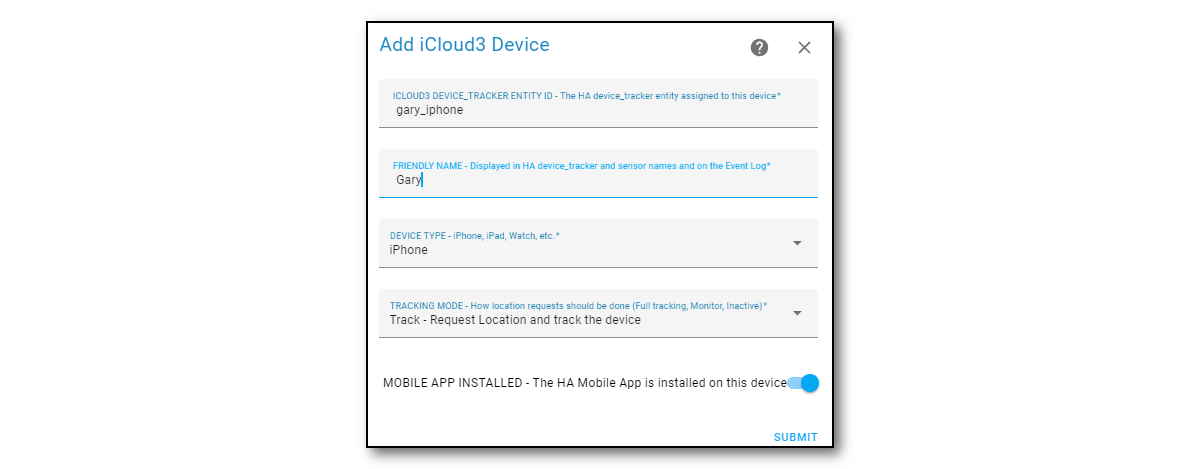 Add iCloud3 Device
ICLOUD3 DEVICE_TRACKER ENTITY ID - The HA device_tracker entity assigned to this device*
gary_iphone
FRIENDLY NAME - Displayed in HA device_tracker and sensor names and on the Event Log*
Gary
DEVICE TYPE - iPhone, iPad, Watch, etc.*
iPhone
TRACKING MODE - How location requests should be done (Full tracking, Monitor, Inactive)*
Track - Request Location and track the device
MOBILE APP INSTALLED - The HA Mobile App is installed on this device
SUBMIT